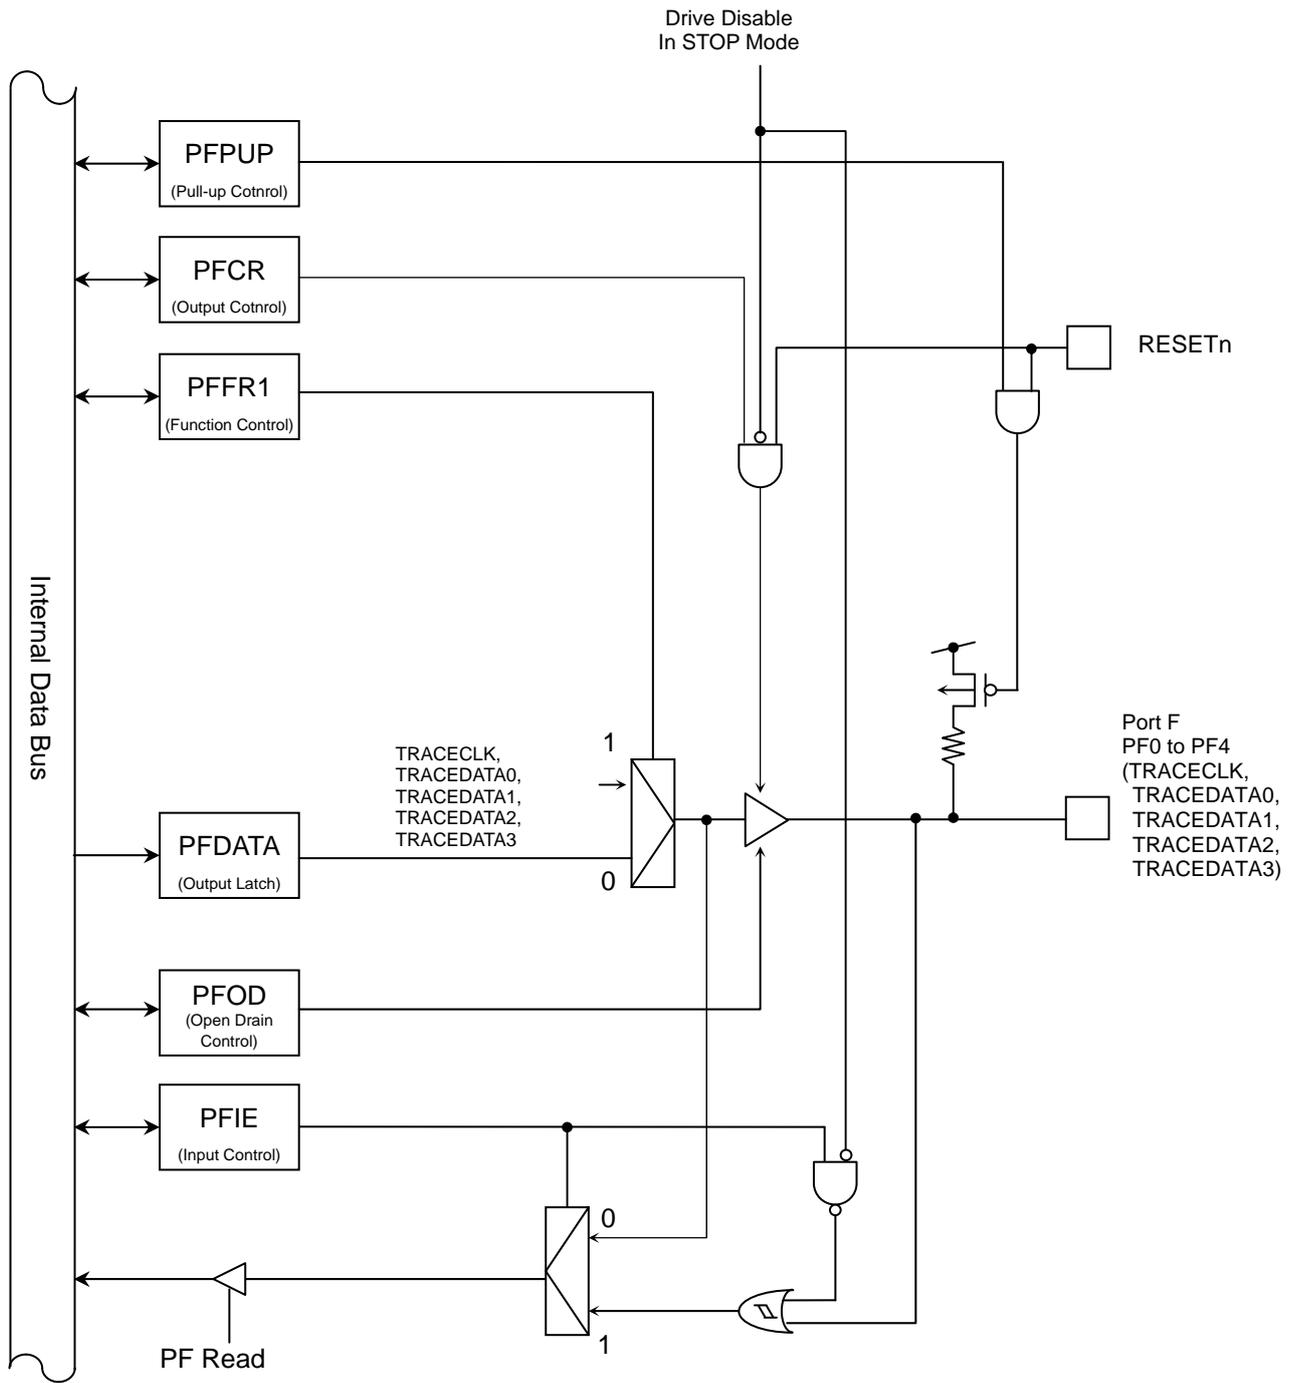 Drive Disable
In STOP Mode
PFPUP
(Pull-up Cotnrol)
PFCR
(Output Cotnrol)
PFFR1
(Function Control)
RESETn
Internal Data Bus
1
TRACECLK,
TRACEDATA0,
TRACEDATA1,
TRACEDATA2,
TRACEDATA3
0
Port F
PF0 to PF4
(TRACECLK,
TRACEDATA0,
TRACEDATA1,
TRACEDATA2,
TRACEDATA3)
PFDATA
(Output Latch)
PFOD
(Open Drain
Control)
PFIE
(Input Control)
0
1
PF Read